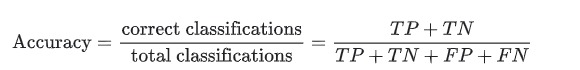 Accuracy = correct classifications / total classifications = TP + TN / TP + TN + FP + FN